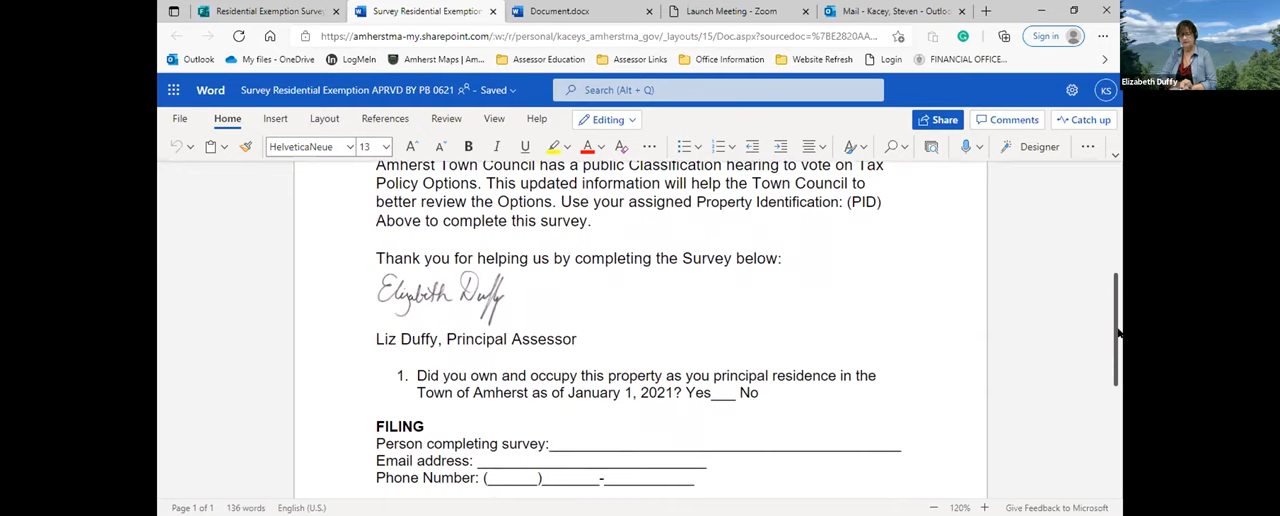 Residential Exemption Surve
Survey Residential Exemption
Document.docx
Launch Meeting - Zoom
Mail - Kacey, Steven - Outlo
https://amherstma-my.sharepoint.com/w/r/personal/kaceys_amherstma_gov/_layouts/15/Doc.aspx?sourcedoc=%7BE2820AA...
Sign in
Outlook
My files - OneDrive
LogMeIn
Amherst Maps | Am...
Assessor Education
Assessor Links
Office Information
Website Refresh
Login
FINANCIAL OFFICE...
Elizabeth Duffy
Word
Survey Residential Exemption APRVD BY PB 0621 - Saved
Search (Alt + Q)
KS
File
Home
Insert
Layout
References
Review
View
Help
Editing
Share
Comments
Catch up
HelveticaNeue
13
B
I
U
Designer
Amherst Town Council has a public Classification hearing to vote on Tax
Policy Options. This updated information will help the Town Council to
better review the Options. Use your assigned Property Identification: (PID)
Above to complete this survey.
Thank you for helping us by completing the Survey below:
Elizabeth Duffy
Liz Duffy, Principal Assessor
1. Did you own and occupy this property as you principal residence in the
Town of Amherst as of January 1, 2021? Yes___ No
FILING
Person completing survey:___
Email address: ___
Phone Number: (___)___-___
Page 1 of 1
136 words
English (U.S.)
120%
Give Feedback to Microsoft